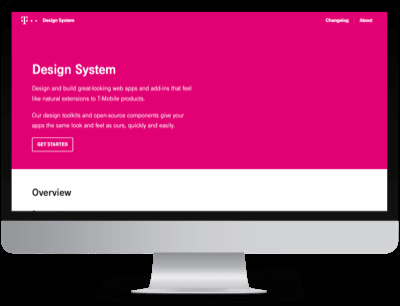 T Design System
Changelog
About
Design System
Design and build great-looking web apps and add-ins that feel
like natural extensions to T-Mobile products.
Our design toolkits and open-source components give your
apps the same look and feel as ours, quickly and easily.
GET STARTED
Overview